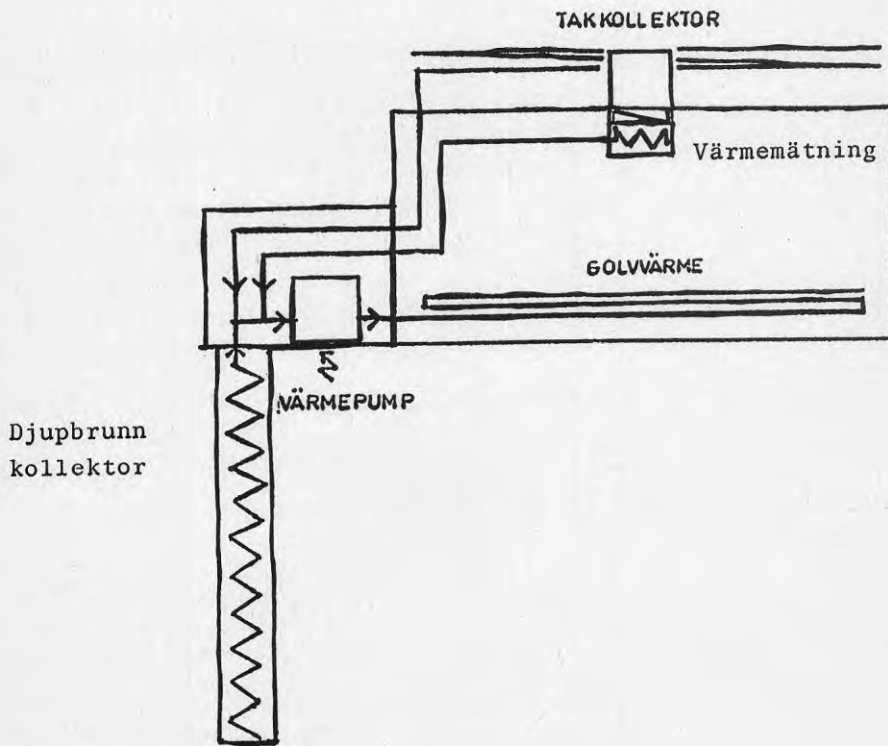 TAKKOLLEKTOR
Värmemätning
GOLVVÄRME
VÄRMEPUMP
Djupbrunn
kollektor